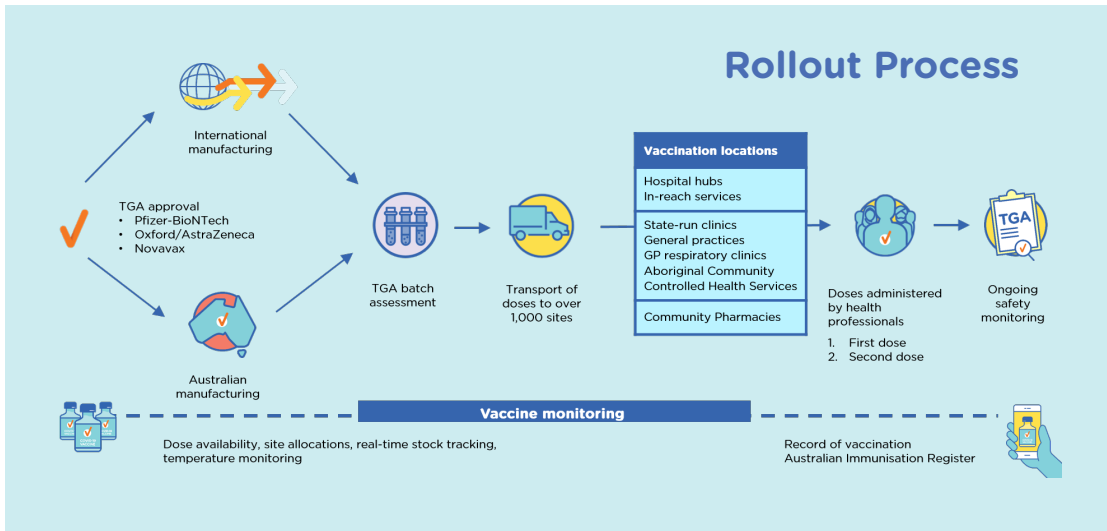 Rollout Process
International
manufacturing
TGA approval
• Pfizer-BioNTech
• Oxford/AstraZeneca
• Novavax
Australian
manufacturing
TGA batch
assessment
Transport of
doses to over
1,000 sites
Vaccination locations
Hospital hubs
In-reach services
State-run clinics
General practices
GP respiratory clinics
Aboriginal Community
Controlled Health Services
Community Pharmacies
Doses administered
by health
professionals
1. First dose
2. Second dose
TGA
Ongoing
safety
monitoring
Vaccine monitoring
Dose availability, site allocations, real-time stock tracking,
temperature monitoring
Record of vaccination
Australian Immunisation Register